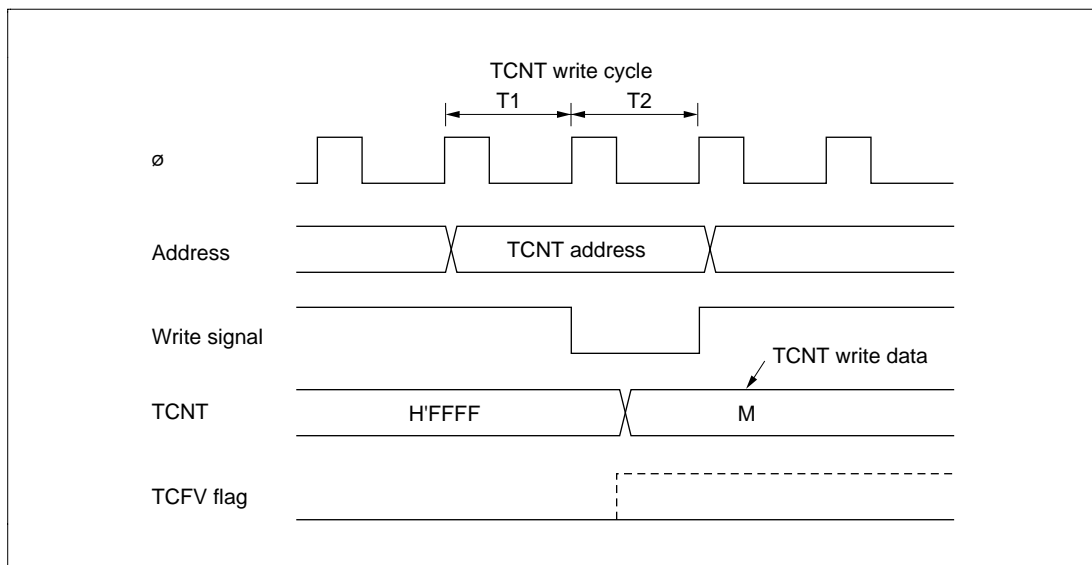 TCNT write cycle
T1 T2
ø
Address TCNT address
Write signal
TCNT write data
TCNT H'FFFF M
TCFV flag